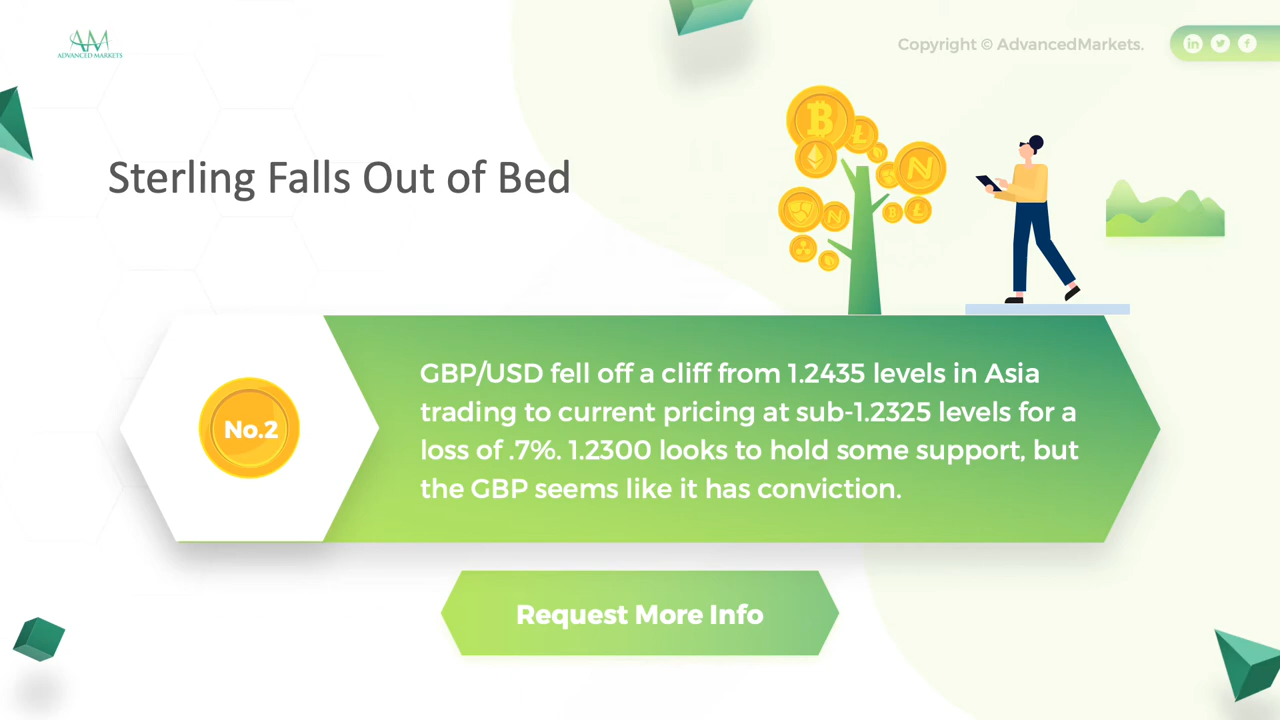 AM
ADVANCED MARKETS
Copyright © AdvancedMarkets.
Sterling Falls Out of Bed
No.2
GBP/USD fell off a cliff from 1.2435 levels in Asia
trading to current pricing at sub-1.2325 levels for a
loss of .7%. 1.2300 looks to hold some support, but
the GBP seems like it has conviction.
Request More Info